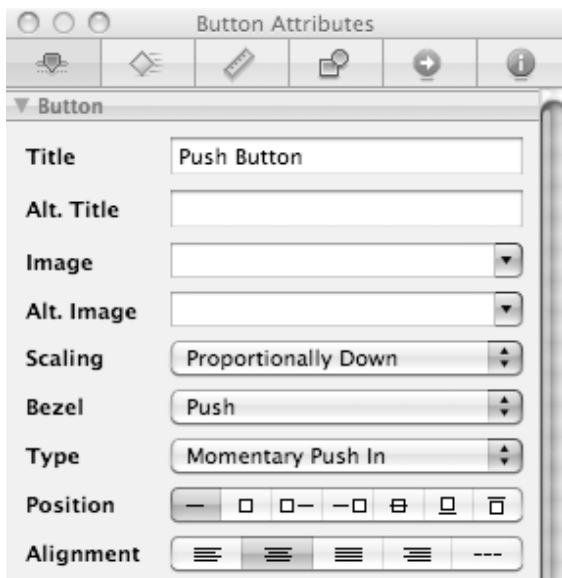 Button Attributes
Button
Title Push Button
Alt. Title
Image
Alt. Image
Scaling Proportionally Down
Bezel Push
Type Momentary Push In
Position
Alignment